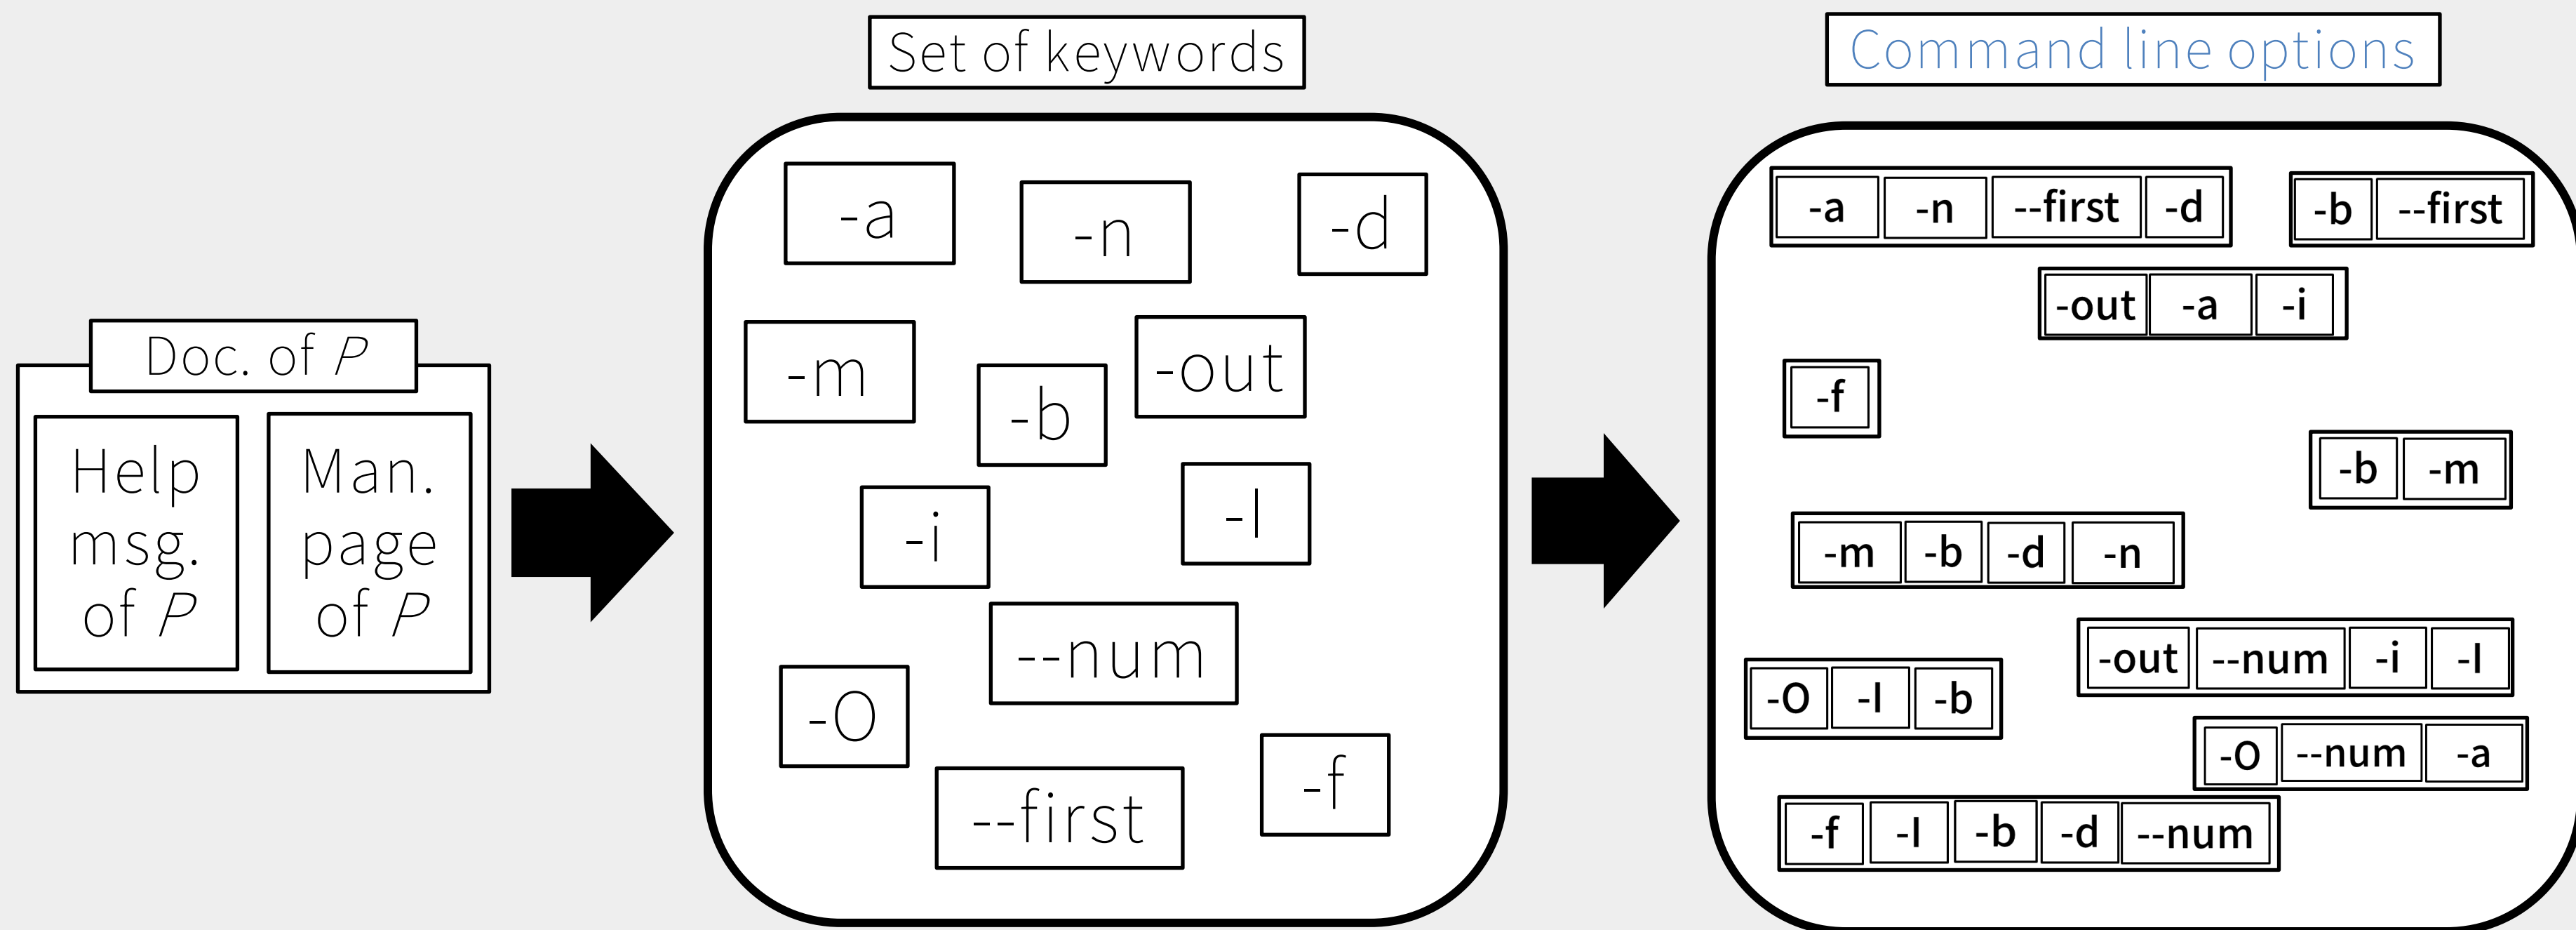 Set of keywords
Command line options
Doc. of P
Help
msg.
of P
Man.
page
of P
-a
-n
-d
-m
-b
-out
-i
-I
--num
-O
--first
-f
-a -n --first -d
-b --first
-out -a -i
-f
-b -m
-m -b -d -n
-out --num -i -I
-O -I -b
-O --num -a
-f -I -b -d --num